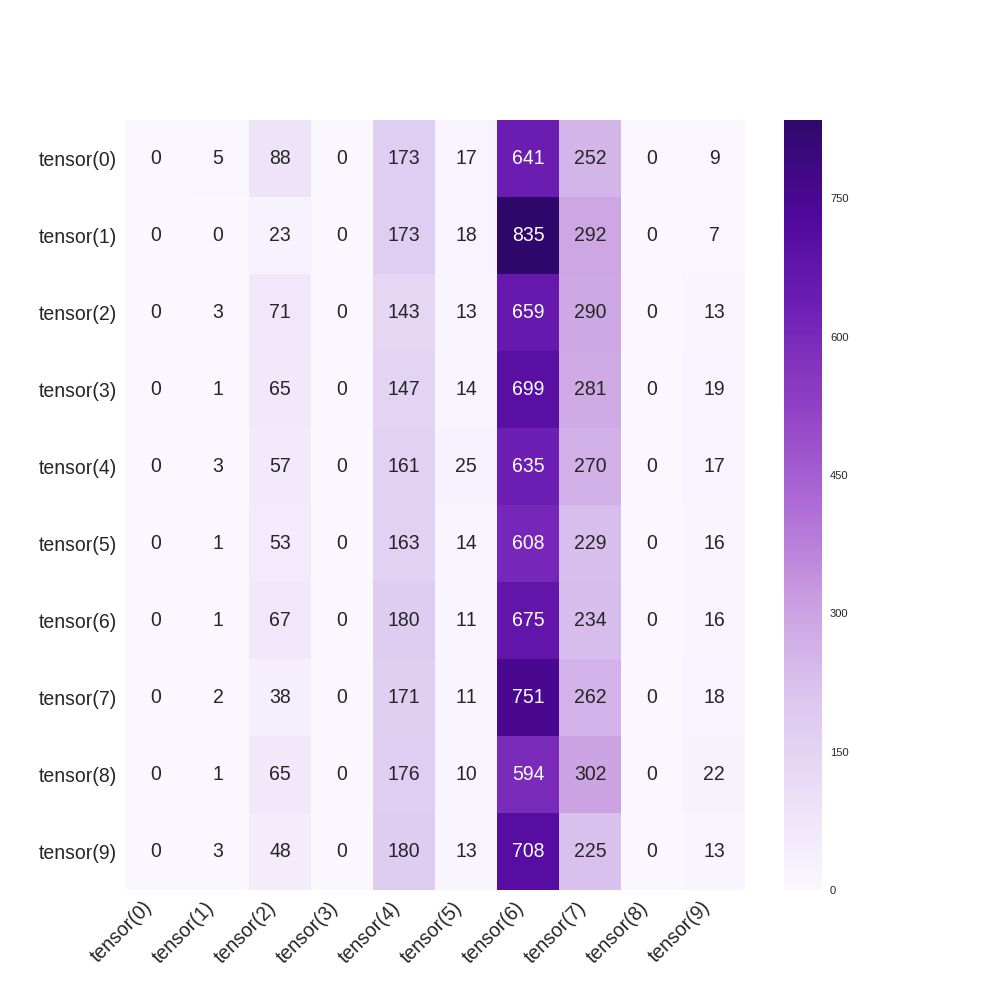 tensor(0) 0 5 88 0 173 17 641 252 0 9
tensor(1) 0 0 23 0 173 18 835 292 0 7
tensor(2) 0 3 71 0 143 13 659 290 0 13
tensor(3) 0 1 65 0 147 14 699 281 0 19
tensor(4) 0 3 57 0 161 25 635 270 0 17
tensor(5) 0 1 53 0 163 14 608 229 0 16
tensor(6) 0 1 67 0 180 11 675 234 0 16
tensor(7) 0 2 38 0 171 11 751 262 0 18
tensor(8) 0 1 65 0 176 10 594 302 0 22
tensor(9) 0 3 48 0 180 13 708 225 0 13
tensor(0) tensor(1) tensor(2) tensor(3) tensor(4) tensor(5) tensor(6) tensor(7) tensor(8) tensor(9)
750
600
450
300
150
0